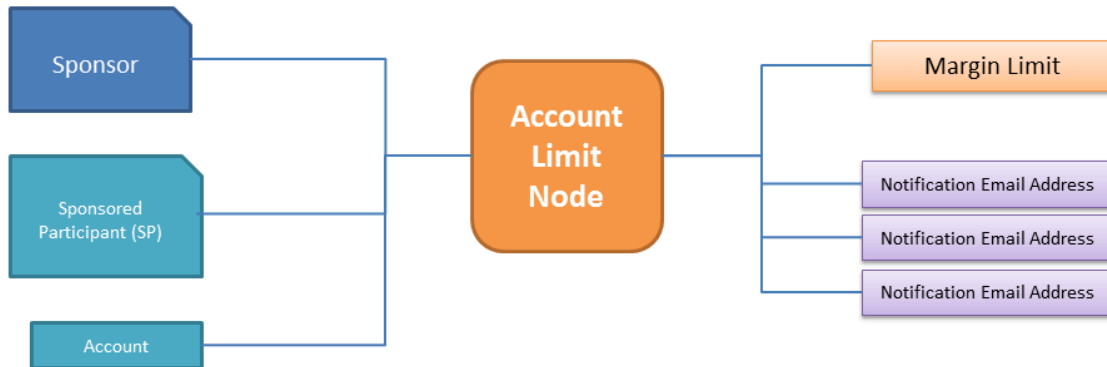 Sponsor
Sponsored
Participant (SP)
Account
Account
Limit
Node
Margin Limit
Notification Email Address
Notification Email Address
Notification Email Address